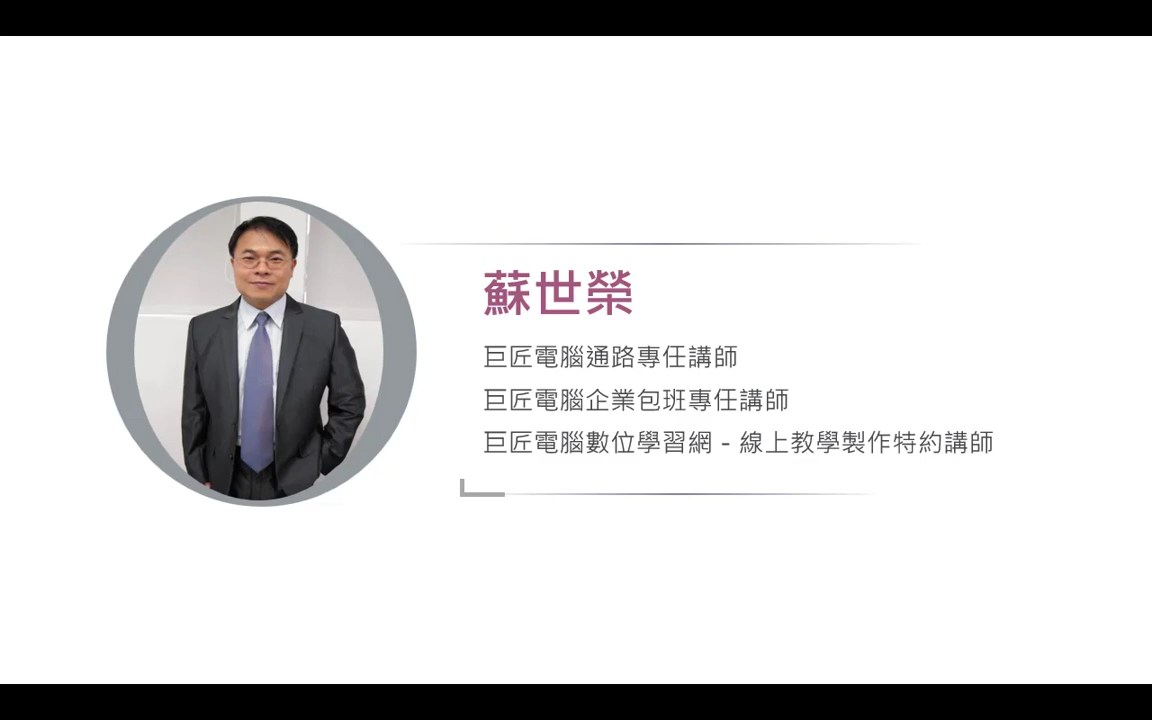 蘇世榮
巨匠電腦通路專任講師
巨匠電腦企業包班專任講師
巨匠電腦數位學習網－線上教學製作特約講師